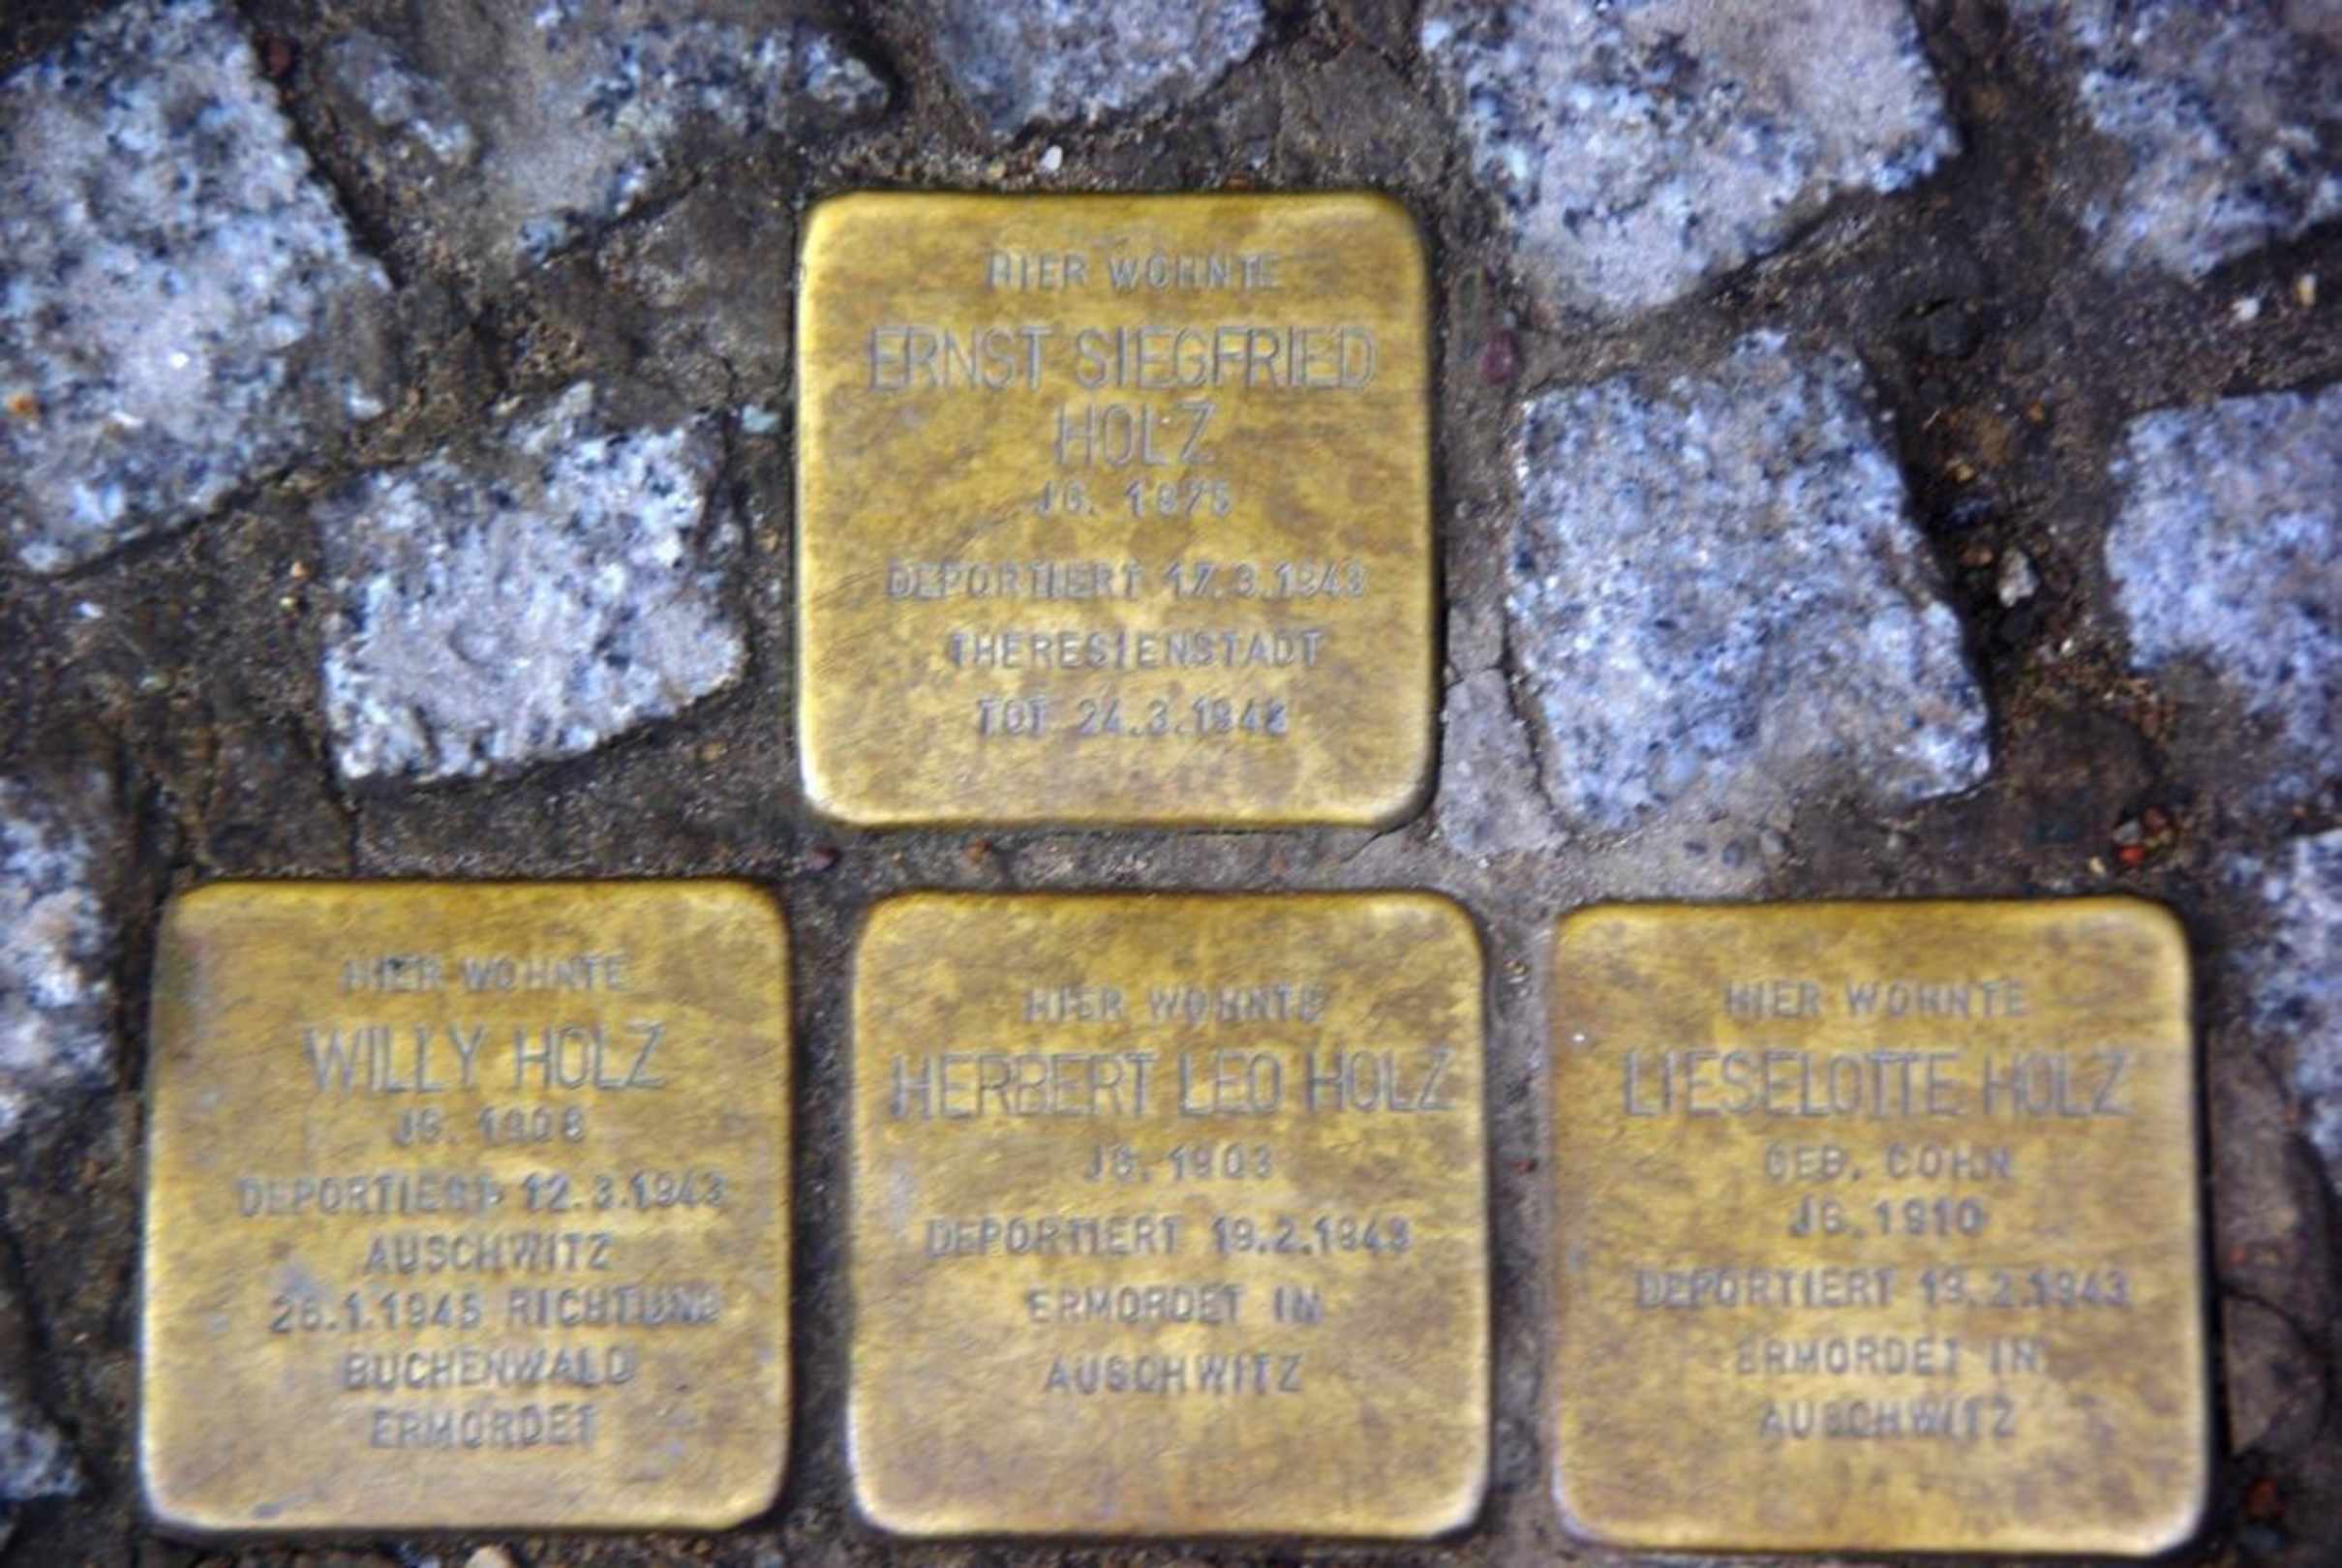 HIER WOHNTE
ERNST SIEGFRIED
HOLZ
JG. 1875
DEPORTIERT 17.3.1943
THERESIENSTADT
TOT 24.3.1943
HIER WOHNTE
WILLY HOLZ
JG. 1908
DEPORTIERT 12.3.1943
AUSCHWITZ
26.1.1945 RICHTUNG
BUCHENWALD
ERMORDET
HIER WOHNTE
HERBERT LEO HOLZ
JG. 1903
DEPORTIERT 19.2.1943
ERMORDET IN
AUSCHWITZ
HIER WOHNTE
LIESELOTTE HOLZ
GEB. COHN
JG. 1910
DEPORTIERT 19.2.1943
ERMORDET IN
AUSCHWITZ